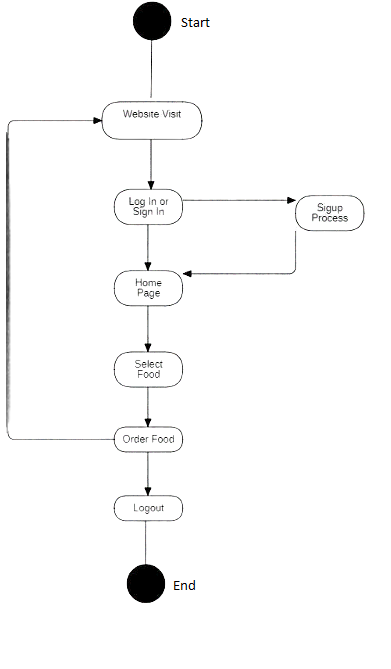 Start
Website Visit
Log In or
Sign In
Sigup
Process
Home
Page
Select
Food
Order Food
Logout
End